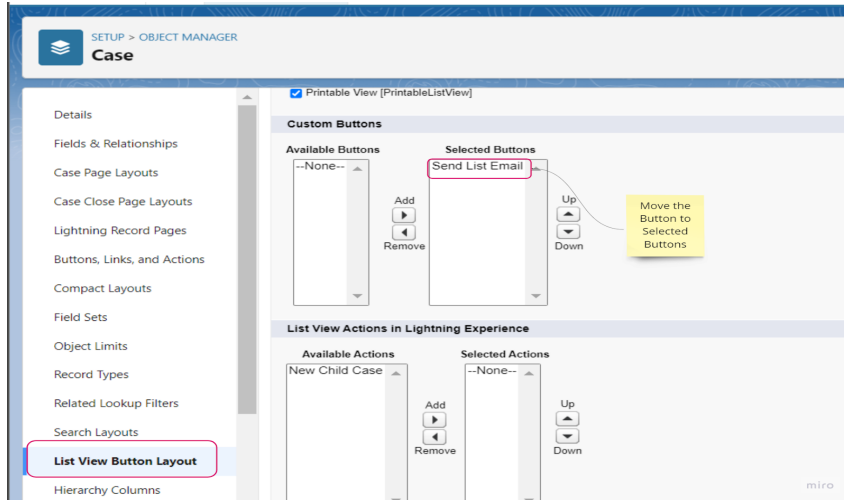 SETUP > OBJECT MANAGER
Case
Details
Fields & Relationships
Case Page Layouts
Case Close Page Layouts
Lightning Record Pages
Buttons, Links, and Actions
Compact Layouts
Field Sets
Object Limits
Record Types
Related Lookup Filters
Search Layouts
List View Button Layout
Hierarchy Columns
Printable View [PrintableListView]
Custom Buttons
Available Buttons
--None--
Add
Remove
Selected Buttons
Send List Email
Up
Down
Move the
Button to
Selected
Buttons
List View Actions in Lightning Experience
Available Actions
New Child Case
Add
Remove
Selected Actions
--None--
Up
Down
miro